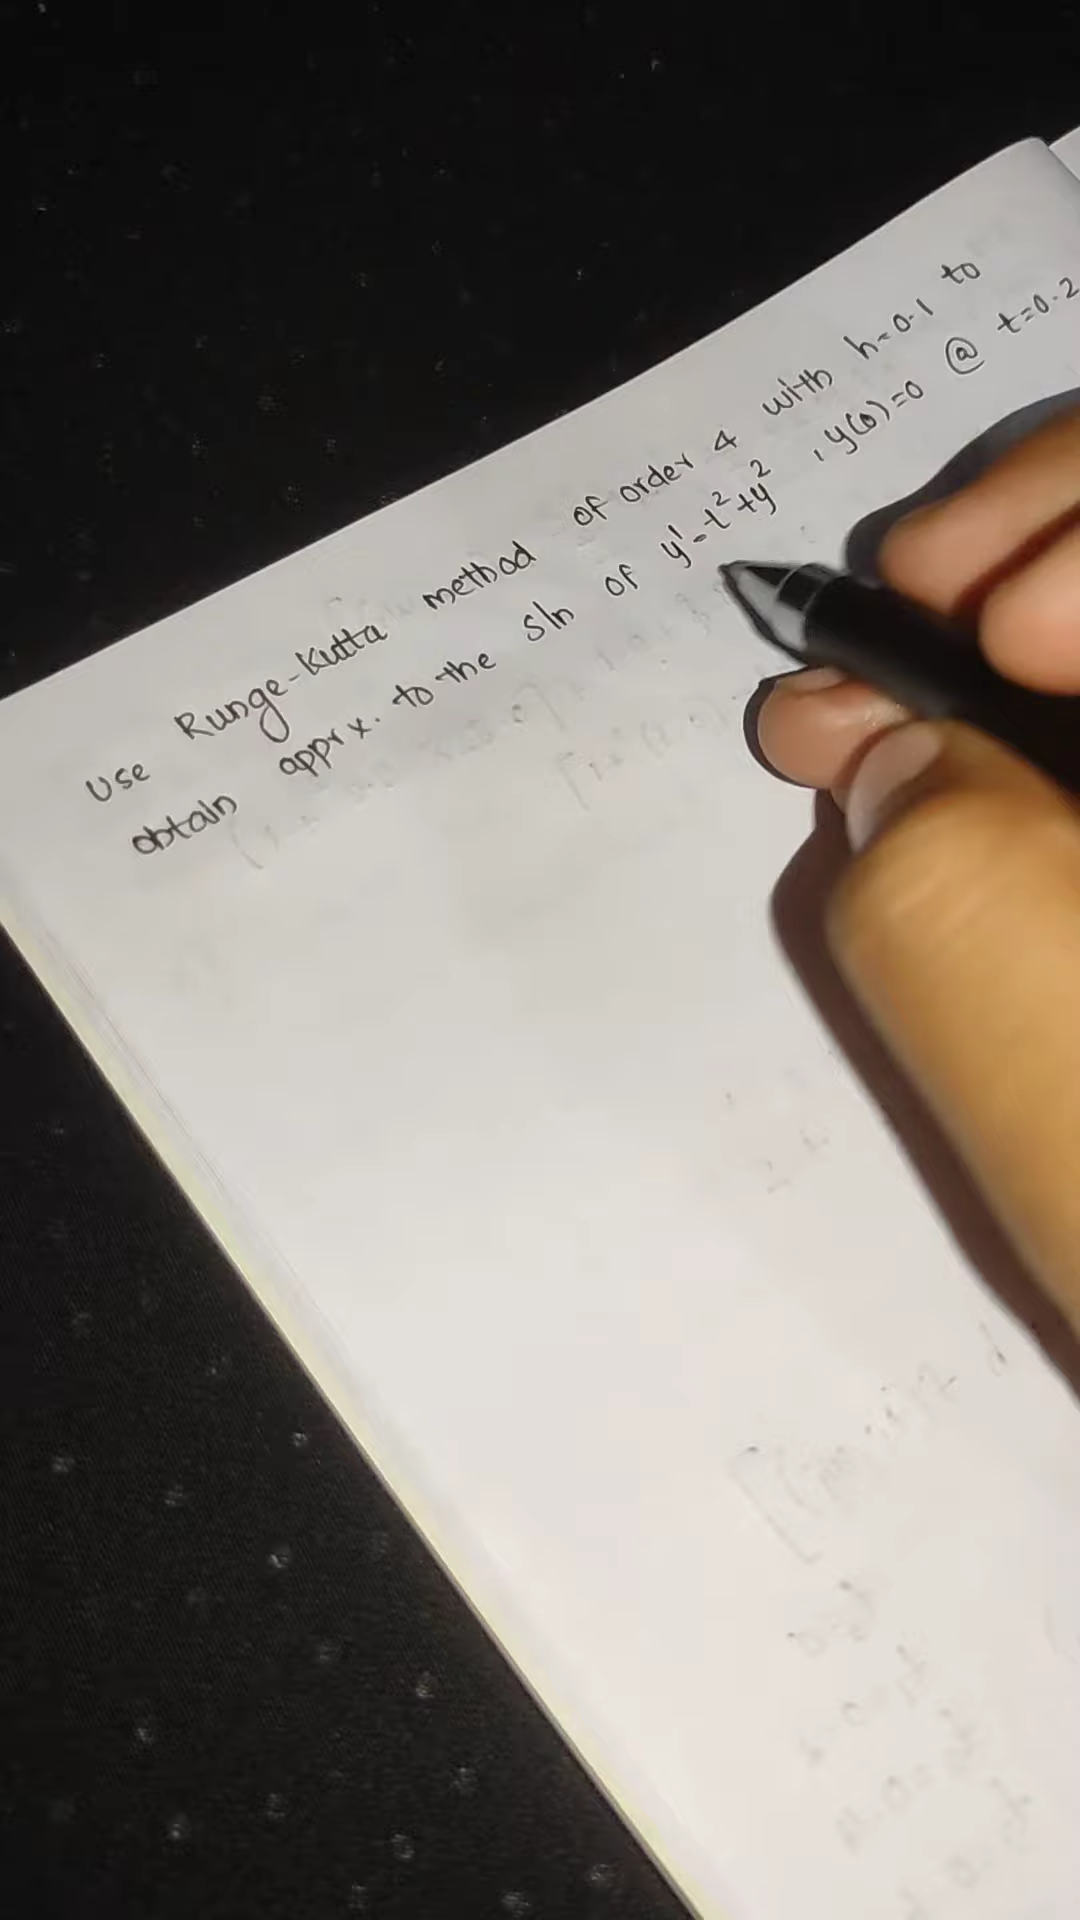 Use Runge-Kutta method of order 4 with h=0.1 to
obtain apprx. to the sln of y'=t²+y², y(0)=0 @ t=0.2